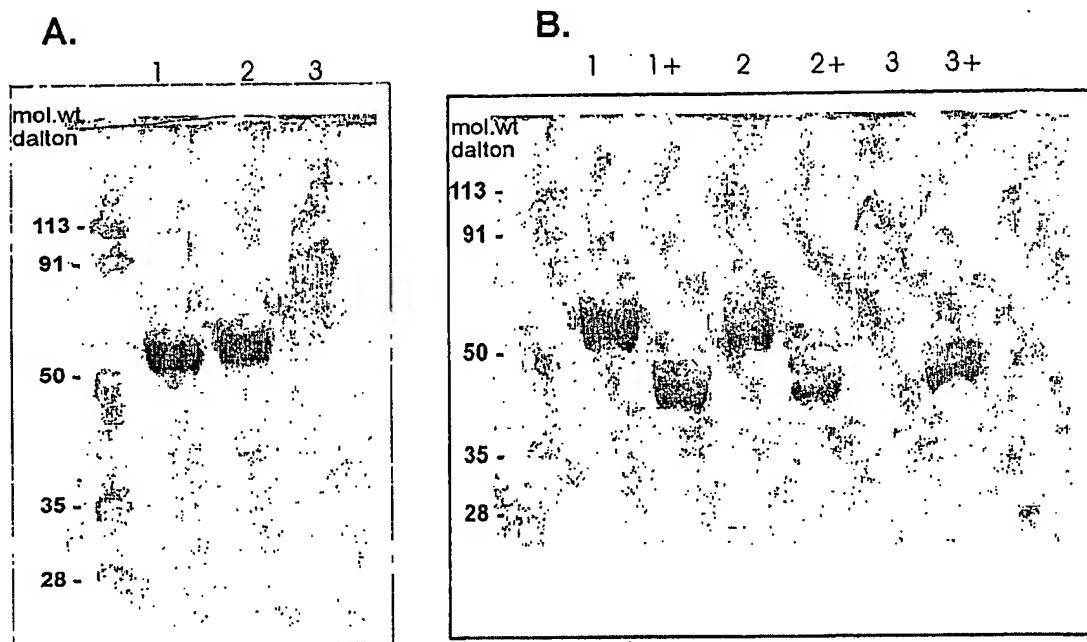 A.
1 2 3
mol.wt.
dalton
113 -
91 -
50 -
35 -
28 -
B.
1 1+ 2 2+ 3 3+
mol.wt
dalton
113 -
91 -
50 -
35 -
28 -